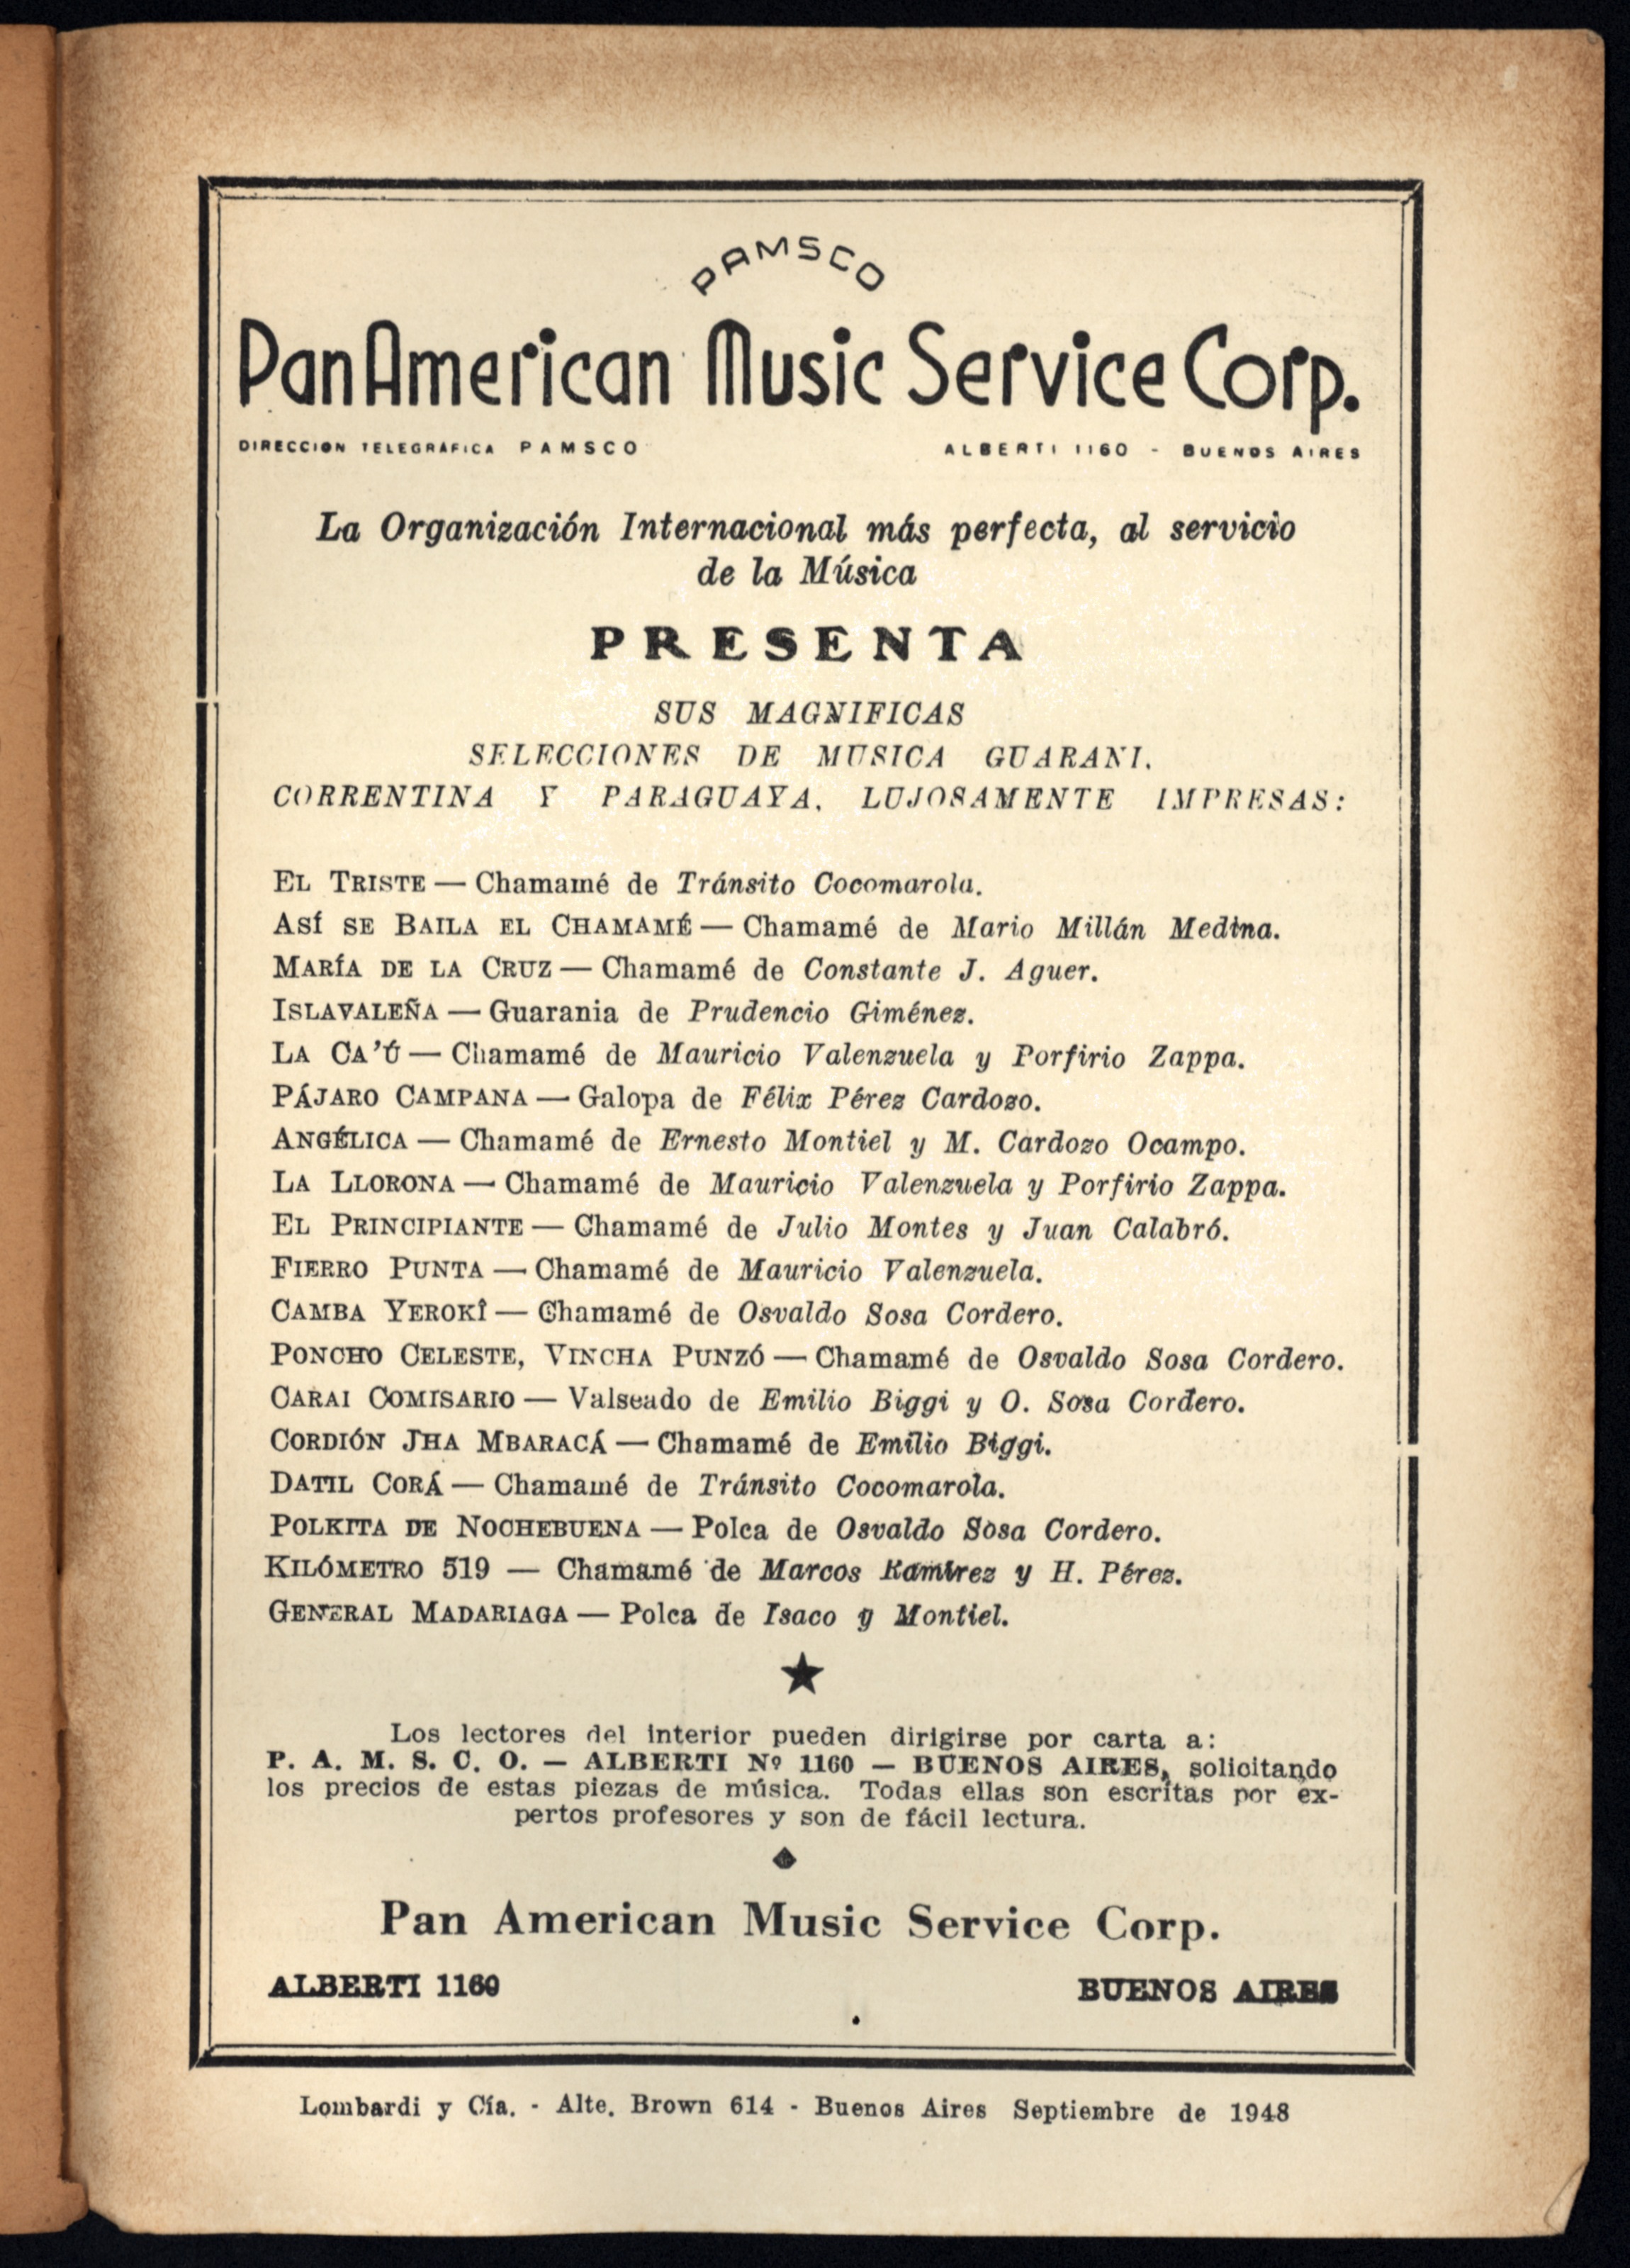 PAMSCO
PanAmerican Music Service Corp.
DIRECCION TELEGRAFICA PAMSCO ALBERTI 1160 - BUENOS AIRES
La Organización Internacional más perfecta, al servicio
de la Música
PRESENTA
SUS MAGNIFICAS
SELECCIONES DE MUSICA GUARANI,
CORRENTINA Y PARAGUAYA, LUJOSAMENTE IMPRESAS:
EL TRISTE — Chamamé de Tránsito Cocomarola.
ASÍ SE BAILA EL CHAMAMÉ — Chamamé de Mario Millán Medina.
MARÍA DE LA CRUZ — Chamamé de Constante J. Aguer.
ISLAVALEÑA — Guarania de Prudencio Giménez.
LA CA'Ú — Chamamé de Mauricio Valenzuela y Porfirio Zappa.
PÁJARO CAMPANA — Galopa de Félix Pérez Cardozo.
ANGÉLICA — Chamamé de Ernesto Montiel y M. Cardozo Ocampo.
LA LLORONA — Chamamé de Mauricio Valenzuela y Porfirio Zappa.
EL PRINCIPIANTE — Chamamé de Julio Montes y Juan Calabró.
FIERRO PUNTA — Chamamé de Mauricio Valenzuela.
CAMBA YEROKÎ — Chamamé de Osvaldo Sosa Cordero.
PONCHO CELESTE, VINCHA PUNZÓ — Chamamé de Osvaldo Sosa Cordero.
CARAI COMISARIO — Valseado de Emilio Biggi y O. Sosa Cordero.
CORDIÓN JHA MBARACÁ — Chamamé de Emilio Biggi.
DATIL CORÁ — Chamamé de Tránsito Cocomarola.
POLKITA DE NOCHEBUENA — Polca de Osvaldo Sosa Cordero.
KILÓMETRO 519 — Chamamé de Marcos Ramírez y H. Pérez.
GENERAL MADARIAGA — Polca de Isaco y Montiel.
Los lectores del interior pueden dirigirse por carta a:
P. A. M. S. C. O. — ALBERTI Nº 1160 — BUENOS AIRES, solicitando
los precios de estas piezas de música. Todas ellas son escritas por ex-
pertos profesores y son de fácil lectura.
Pan American Music Service Corp.
ALBERTI 1160 BUENOS AIRES
Lombardi y Cía. - Alte. Brown 614 - Buenos Aires Septiembre de 1948